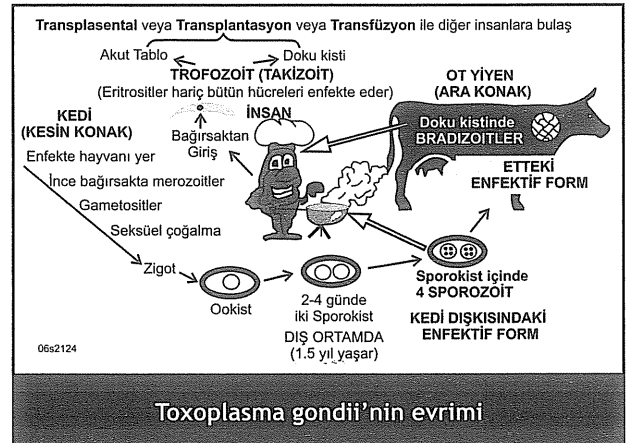 Transplasental veya Transplantasyon veya Transfüzyon ile diğer insanlara bulaş
Akut Tablo
Doku kisti
TROFOZOİT (TAKİZOİT)
(Eritrositler hariç bütün hücreleri enfekte eder)
OT YİYEN
(ARA KONAK)
KEDİ
(KESİN KONAK)
İNSAN
Bağırsaktan
Giriş
Doku kistinde
BRADIZOİTLER
Enfekte hayvanı yer
İnce bağırsakta merozoitler
Gametositler
Seksüel çoğalma
Zigot
ETTEKİ
ENFEKTİF FORM
Ookist
2-4 günde
iki Sporokist
DIŞ ORTAMDA
(1.5 yıl yaşar)
Sporokist içinde
4 SPOROZOİT
KEDİ DIŞKISINDAKİ
ENFEKTİF FORM
06s2124
Toxoplasma gondii'nin evrimi